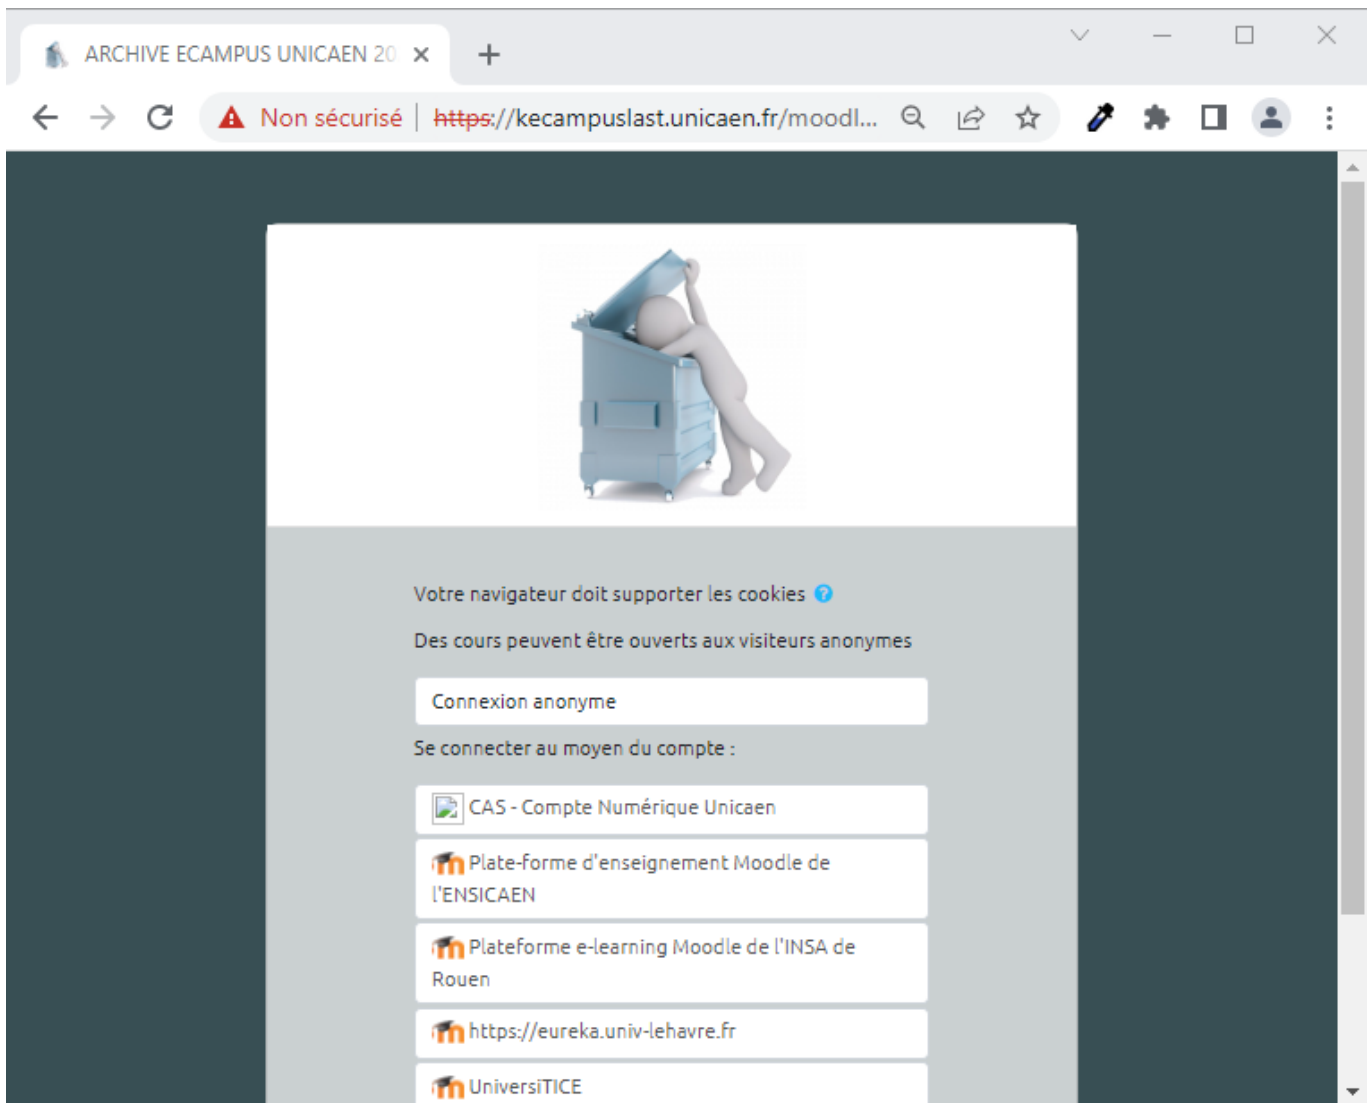 ARCHIVE ECAMPUS UNICAEN 20
Non sécurisé https://kecampuslast.unicaen.fr/moodl...
Votre navigateur doit supporter les cookies
Des cours peuvent être ouverts aux visiteurs anonymes
Connexion anonyme
Se connecter au moyen du compte :
CAS - Compte Numérique Unicaen
Plate-forme d'enseignement Moodle de
l'ENSICAEN
Plateforme e-learning Moodle de l'INSA de
Rouen
https://eureka.univ-lehavre.fr
UniversiTICE